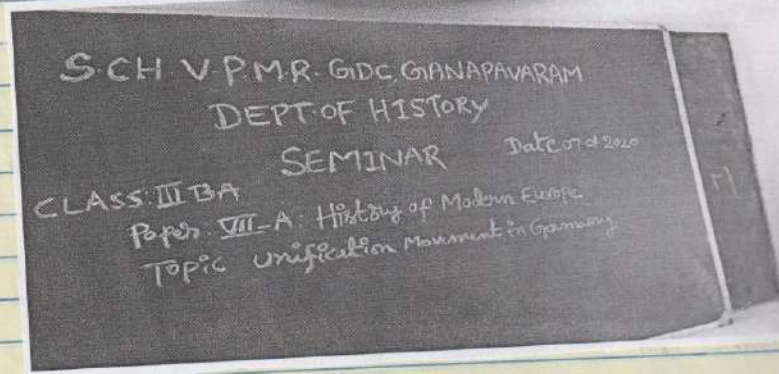 S.CH.V.P.M.R. GDC, GANAPAVARAM
DEPT OF HISTORY
SEMINAR Date 07 01 2020
CLASS: III BA
Paper: VII-A: History of Modern Europe
Topic Unification Movement in Germany